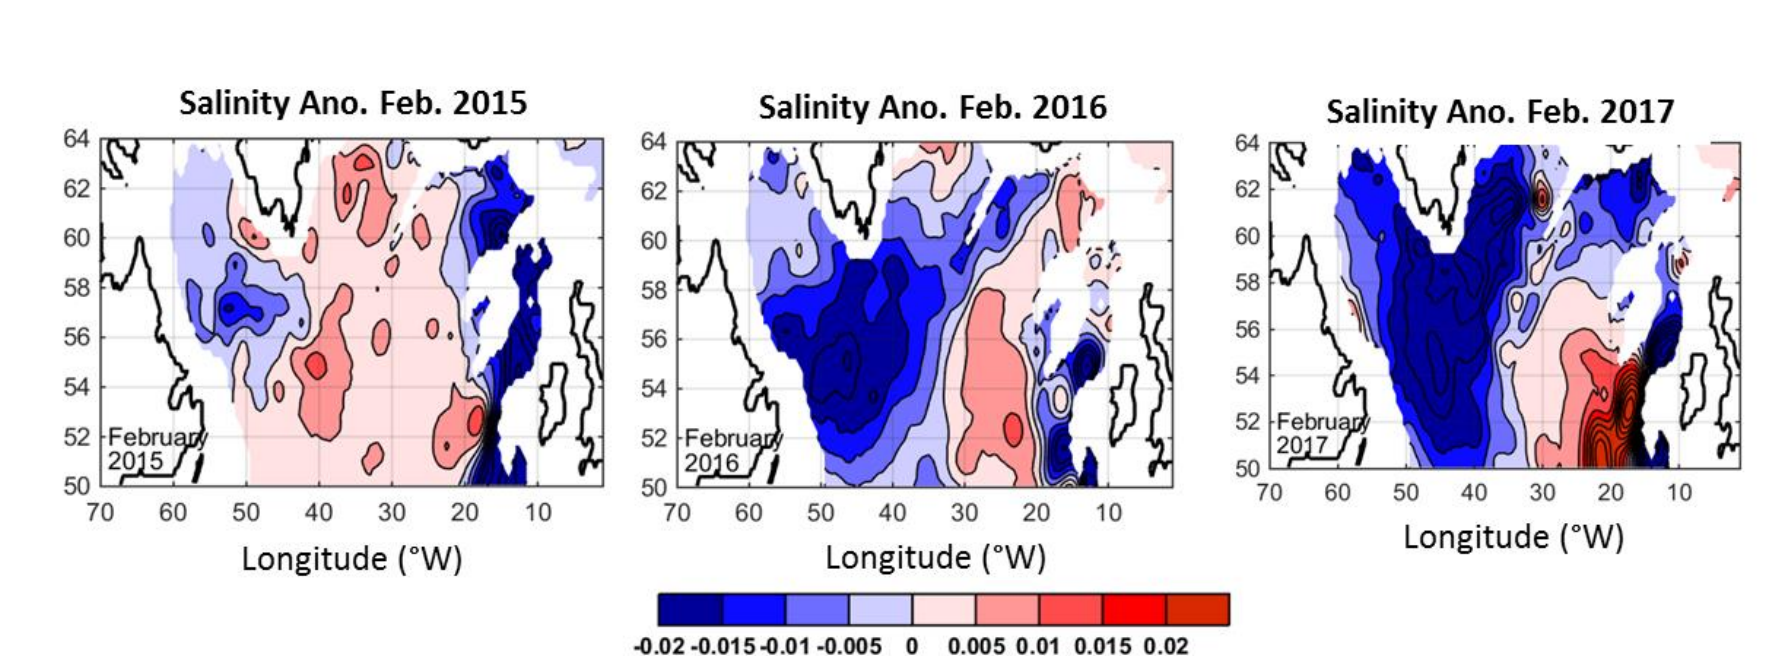 Salinity Ano. Feb. 2015
64
62
60
58
56
54
52
50
February
2015
70 60 50 40 30 20 10
Longitude (°W)
Salinity Ano. Feb. 2016
64
62
60
58
56
54
52
50
February
2016
70 60 50 40 30 20 10
Longitude (°W)
Salinity Ano. Feb. 2017
64
62
60
58
56
54
52
50
February
2017
70 60 50 40 30 20 10
Longitude (°W)
-0.02 -0.015 -0.01 -0.005 0 0.005 0.01 0.015 0.02